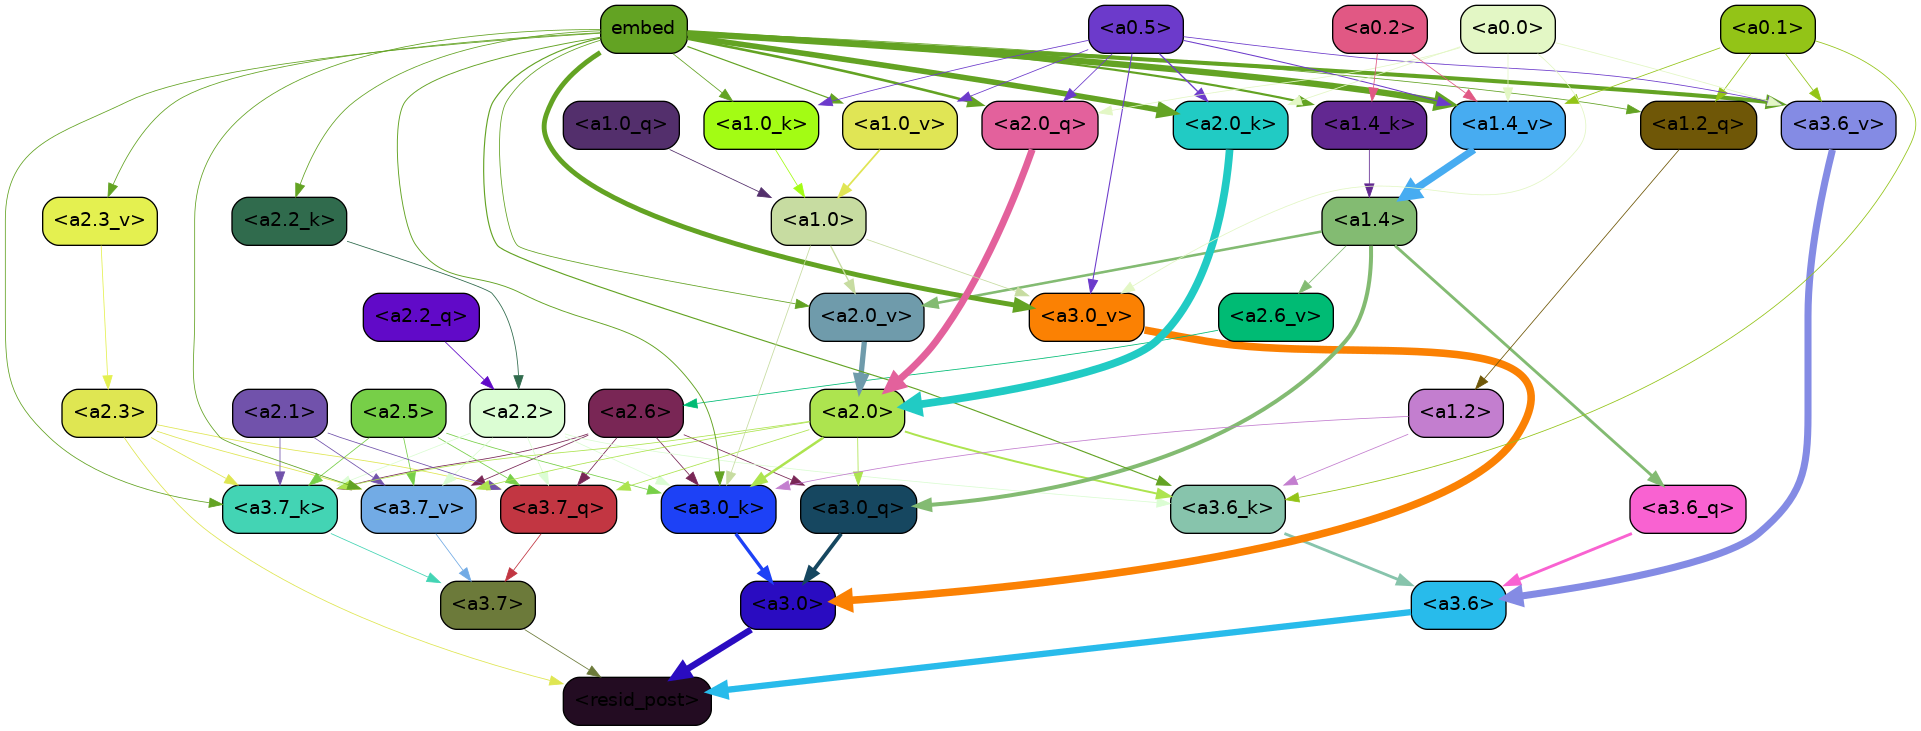 embed
<a0.5>
<a0.2>
<a0.0>
<a0.1>
<a1.0_q>
<a1.0_k>
<a1.0_v>
<a2.0_q>
<a2.0_k>
<a1.4_k>
<a1.4_v>
<a1.2_q>
<a3.6_v>
<a2.3_v>
<a2.2_k>
<a1.0>
<a1.4>
<a2.2_q>
<a2.0_v>
<a3.0_v>
<a2.6_v>
<a2.3>
<a2.1>
<a2.5>
<a2.2>
<a2.6>
<a2.0>
<a1.2>
<a3.7_k>
<a3.7_v>
<a3.7_q>
<a3.0_k>
<a3.0_q>
<a3.6_k>
<a3.6_q>
<a3.7>
<a3.0>
<a3.6>
<resid_post>